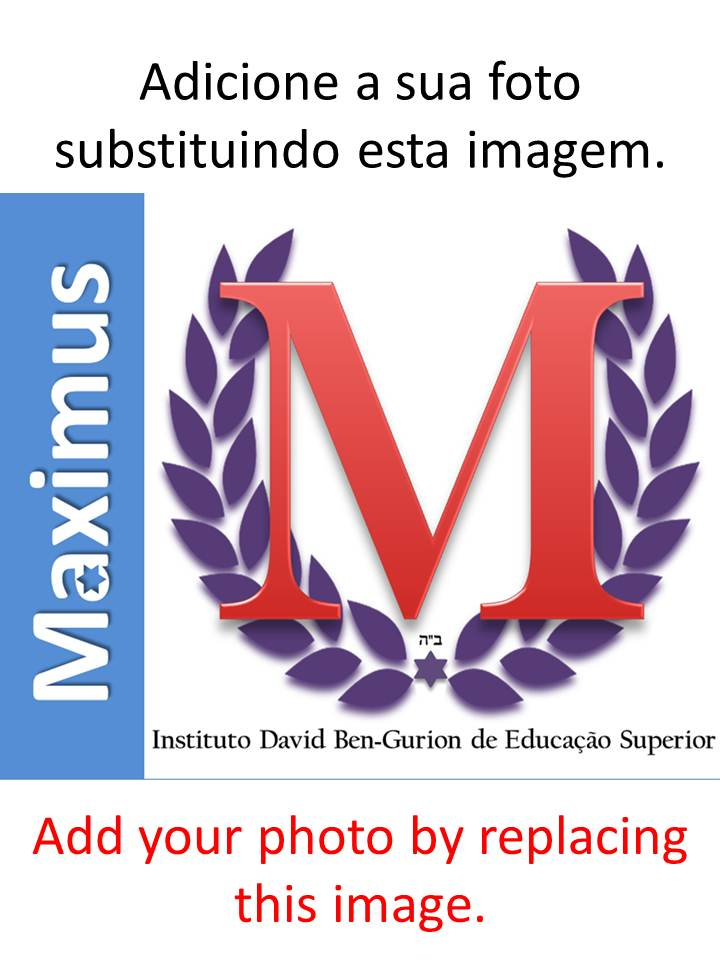 Adicione a sua foto
substituindo esta imagem.
Maximus
M
ב"ה
Instituto David Ben-Gurion de Educação Superior
Add your photo by replacing
this image.